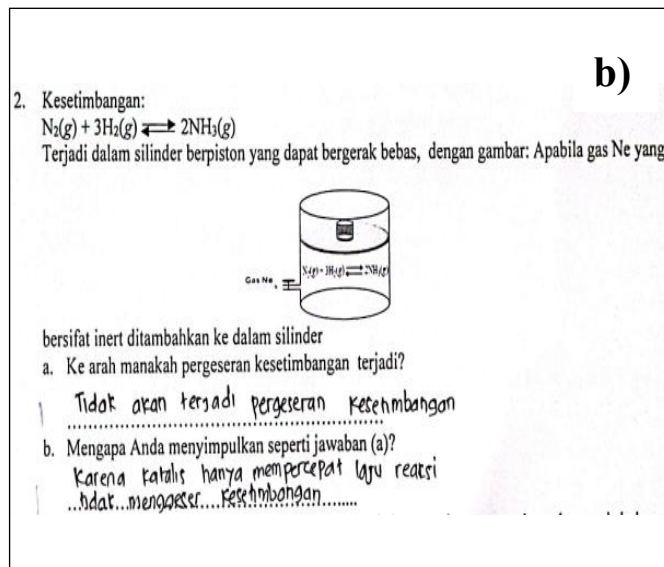 b)
2. Kesetimbangan:
N₂(g) + 3H₂(g) ⇌ 2NH₃(g)
Terjadi dalam silinder berpiston yang dapat bergerak bebas, dengan gambar: Apabila gas Ne yang
N₂(g) + 3H₂(g) ⇌ 2NH₃(g)
Gas Ne
bersifat inert ditambahkan ke dalam silinder
a. Ke arah manakah pergeseran kesetimbangan terjadi?
Tidak akan terjadi pergeseran kesetimbangan
b. Mengapa Anda menyimpulkan seperti jawaban (a)?
Karena katalis hanya mempercepat laju reaksi
tidak menggeser kesetimbangan